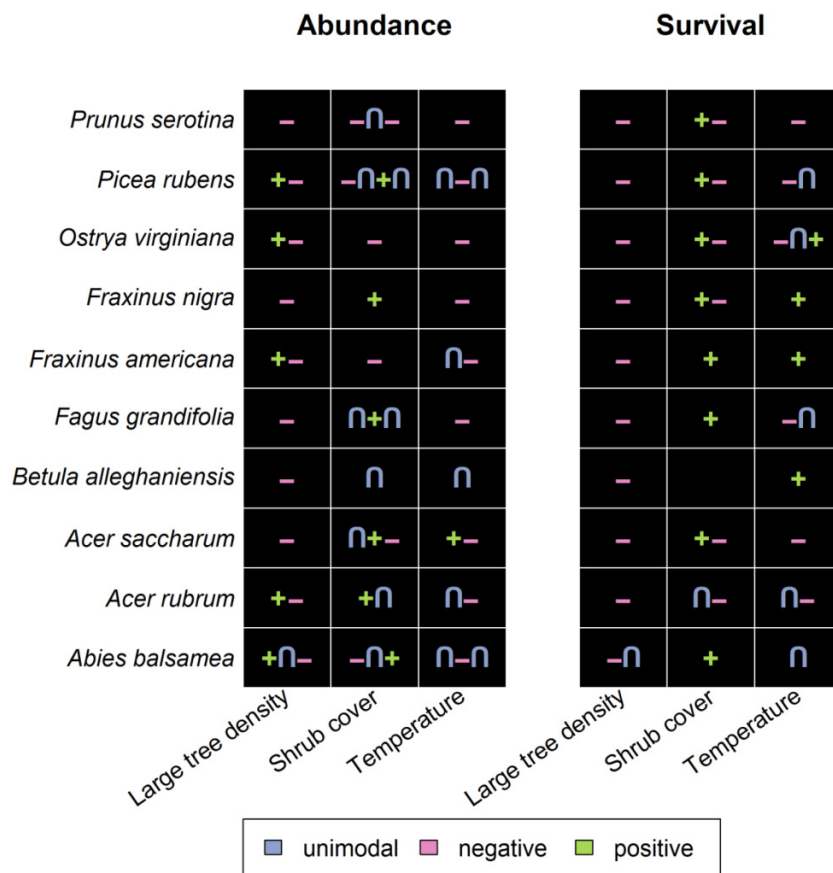 Abundance Survival
Prunus serotina − −∩− − − +− −
Picea rubens +− −∩+∩ ∩−∩ − +− −∩
Ostrya virginiana +− − − − +− −∩+
Fraxinus nigra − + − − +− +
Fraxinus americana +− − ∩− − + +
Fagus grandifolia − ∩+∩ − − + −∩
Betula alleghaniensis − ∩ ∩ − +
Acer saccharum − ∩+− +− − +− −
Acer rubrum +− +∩ ∩− − ∩− ∩−
Abies balsamea +∩− −∩+ ∩−∩ −∩ + ∩
Large tree density Shrub cover Temperature Large tree density Shrub cover Temperature
unimodal negative positive